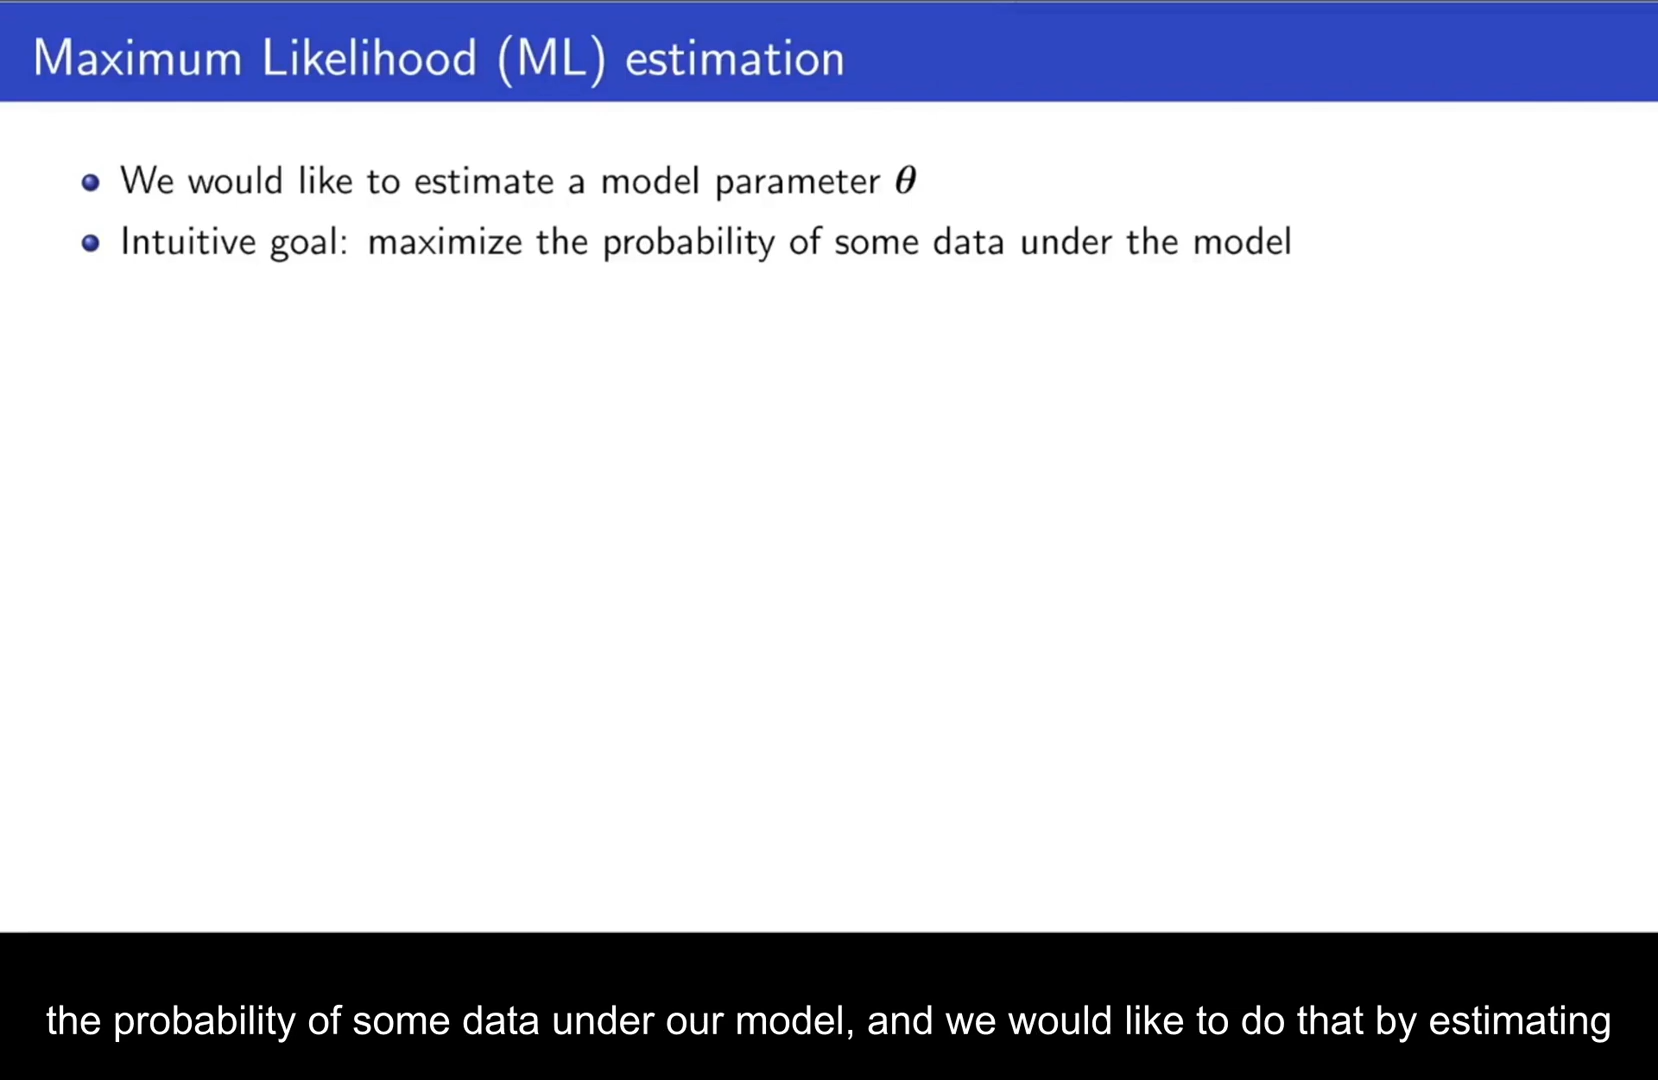 Maximum Likelihood (ML) estimation
We would like to estimate a model parameter θ
Intuitive goal: maximize the probability of some data under the model
the probability of some data under our model, and we would like to do that by estimating